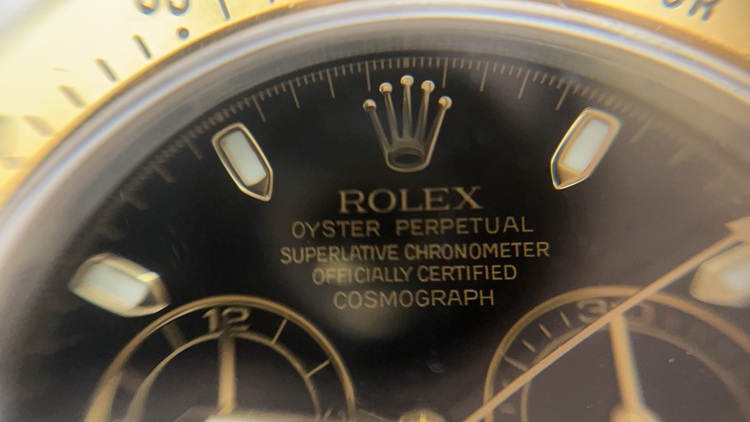 ROLEX
OYSTER PERPETUAL
SUPERLATIVE CHRONOMETER
OFFICIALLY CERTIFIED
COSMOGRAPH
12
30